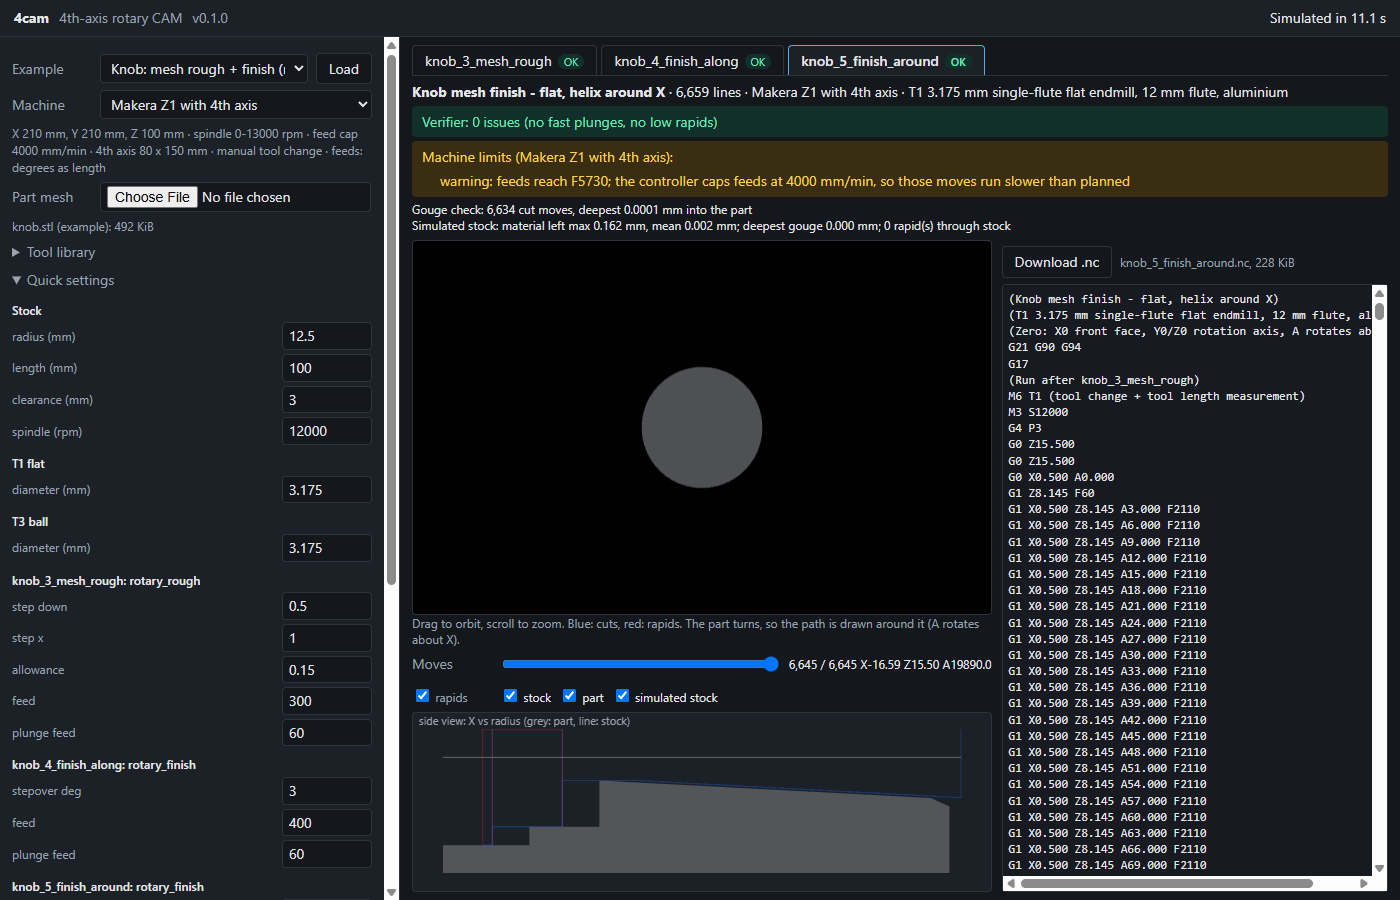 4cam 4th-axis rotary CAM v0.1.0
Simulated in 11.1 s
Example
Knob: mesh rough + finish (
Load
Machine
Makera Z1 with 4th axis
X 210 mm, Y 210 mm, Z 100 mm · spindle 0-13000 rpm · feed cap
4000 mm/min · 4th axis 80 x 150 mm · manual tool change · feeds:
degrees as length
Part mesh
Choose File No file chosen
knob.stl (example): 492 KiB
Tool library
Quick settings
Stock
radius (mm) 12.5
length (mm) 100
clearance (mm) 3
spindle (rpm) 12000
T1 flat
diameter (mm) 3.175
T3 ball
diameter (mm) 3.175
knob_3_mesh_rough: rotary_rough
step down 0.5
step x 1
allowance 0.15
feed 300
plunge feed 60
knob_4_finish_along: rotary_finish
stepover deg 3
feed 400
plunge feed 60
knob_5_finish_around: rotary_finish
knob_3_mesh_rough OK
knob_4_finish_along OK
knob_5_finish_around OK
Knob mesh finish - flat, helix around X · 6,659 lines · Makera Z1 with 4th axis · T1 3.175 mm single-flute flat endmill, 12 mm flute, aluminium
Verifier: 0 issues (no fast plunges, no low rapids)
Machine limits (Makera Z1 with 4th axis):
warning: feeds reach F5730; the controller caps feeds at 4000 mm/min, so those moves run slower than planned
Gouge check: 6,634 cut moves, deepest 0.0001 mm into the part
Simulated stock: material left max 0.162 mm, mean 0.002 mm; deepest gouge 0.000 mm; 0 rapid(s) through stock
Drag to orbit, scroll to zoom. Blue: cuts, red: rapids. The part turns, so the path is drawn around it (A rotates
about X).
Moves
6,645 / 6,645 X-16.59 Z15.50 A19890.0
rapids stock part simulated stock
side view: X vs radius (grey: part, line: stock)
Download .nc
knob_5_finish_around.nc, 228 KiB
(Knob mesh finish - flat, helix around X)
(T1 3.175 mm single-flute flat endmill, 12 mm flute, al
(Zero: X0 front face, Y0/Z0 rotation axis, A rotates ab
G21 G90 G94
G17
(Run after knob_3_mesh_rough)
M6 T1 (tool change + tool length measurement)
M3 S12000
G4 P3
G0 Z15.500
G0 Z15.500
G0 X0.500 A0.000
G1 Z8.145 F60
G1 X0.500 Z8.145 A3.000 F2110
G1 X0.500 Z8.145 A6.000 F2110
G1 X0.500 Z8.145 A9.000 F2110
G1 X0.500 Z8.145 A12.000 F2110
G1 X0.500 Z8.145 A15.000 F2110
G1 X0.500 Z8.145 A18.000 F2110
G1 X0.500 Z8.145 A21.000 F2110
G1 X0.500 Z8.145 A24.000 F2110
G1 X0.500 Z8.145 A27.000 F2110
G1 X0.500 Z8.145 A30.000 F2110
G1 X0.500 Z8.145 A33.000 F2110
G1 X0.500 Z8.145 A36.000 F2110
G1 X0.500 Z8.145 A39.000 F2110
G1 X0.500 Z8.145 A42.000 F2110
G1 X0.500 Z8.145 A45.000 F2110
G1 X0.500 Z8.145 A48.000 F2110
G1 X0.500 Z8.145 A51.000 F2110
G1 X0.500 Z8.145 A54.000 F2110
G1 X0.500 Z8.145 A57.000 F2110
G1 X0.500 Z8.145 A60.000 F2110
G1 X0.500 Z8.145 A63.000 F2110
G1 X0.500 Z8.145 A66.000 F2110
G1 X0.500 Z8.145 A69.000 F2110